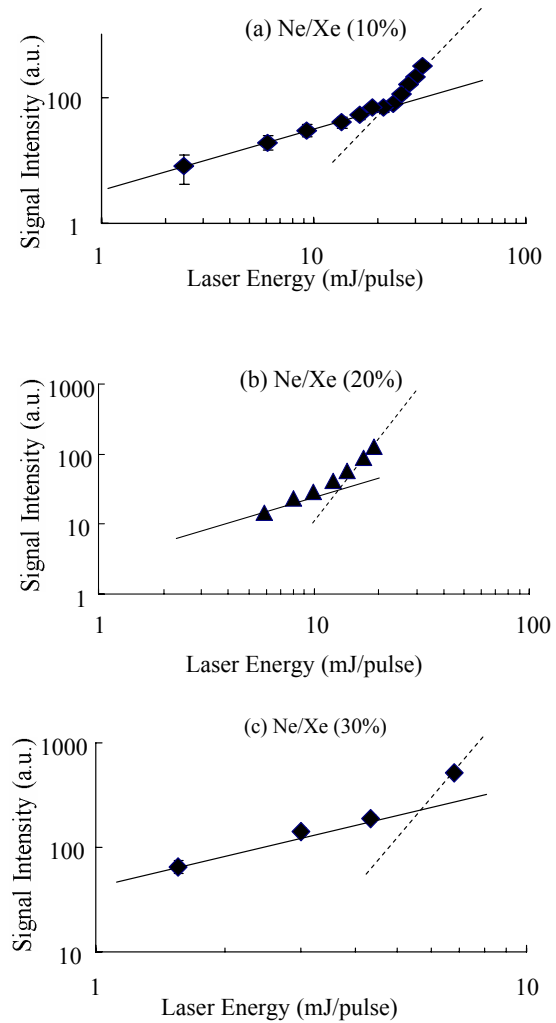 (a) Ne/Xe (10%)
Signal Intensity (a.u.)
100
1
1
10
100
Laser Energy (mJ/pulse)
(b) Ne/Xe (20%)
Signal Intensity (a.u.)
1000
100
10
1
1
10
100
Laser Energy (mJ/pulse)
(c) Ne/Xe (30%)
Signal Intensity (a.u.)
1000
100
10
1
10
Laser Energy (mJ/pulse)